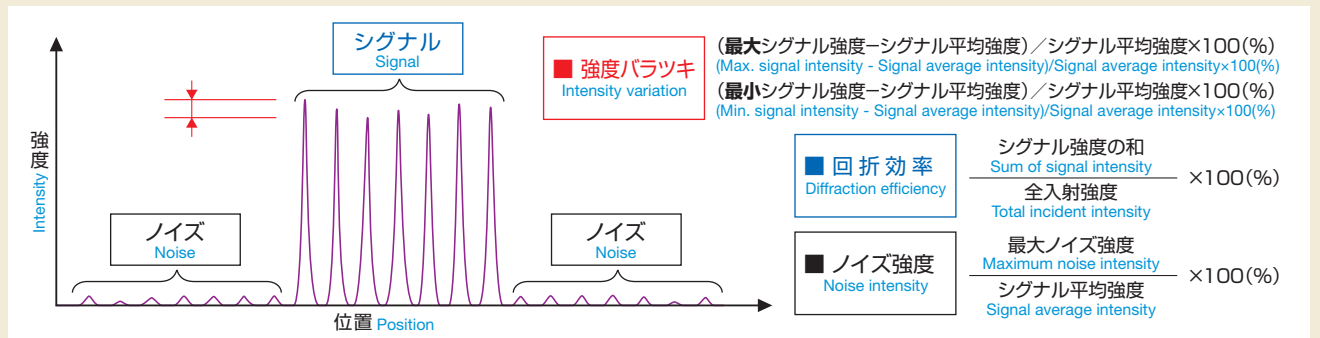 シグナル
Signal
■ 強度バラツキ
Intensity variation
(最大シグナル強度−シグナル平均強度)／シグナル平均強度×100(%)
(Max. signal intensity - Signal average intensity)/Signal average intensity×100(%)
(最小シグナル強度−シグナル平均強度)／シグナル平均強度×100(%)
(Min. signal intensity - Signal average intensity)/Signal average intensity×100(%)
強度
Intensity
ノイズ
Noise
ノイズ
Noise
位置 Position
■ 回折効率
Diffraction efficiency
シグナル強度の和
Sum of signal intensity
全入射強度
Total incident intensity
×100(%)
■ ノイズ強度
Noise intensity
最大ノイズ強度
Maximum noise intensity
シグナル平均強度
Signal average intensity
×100(%)